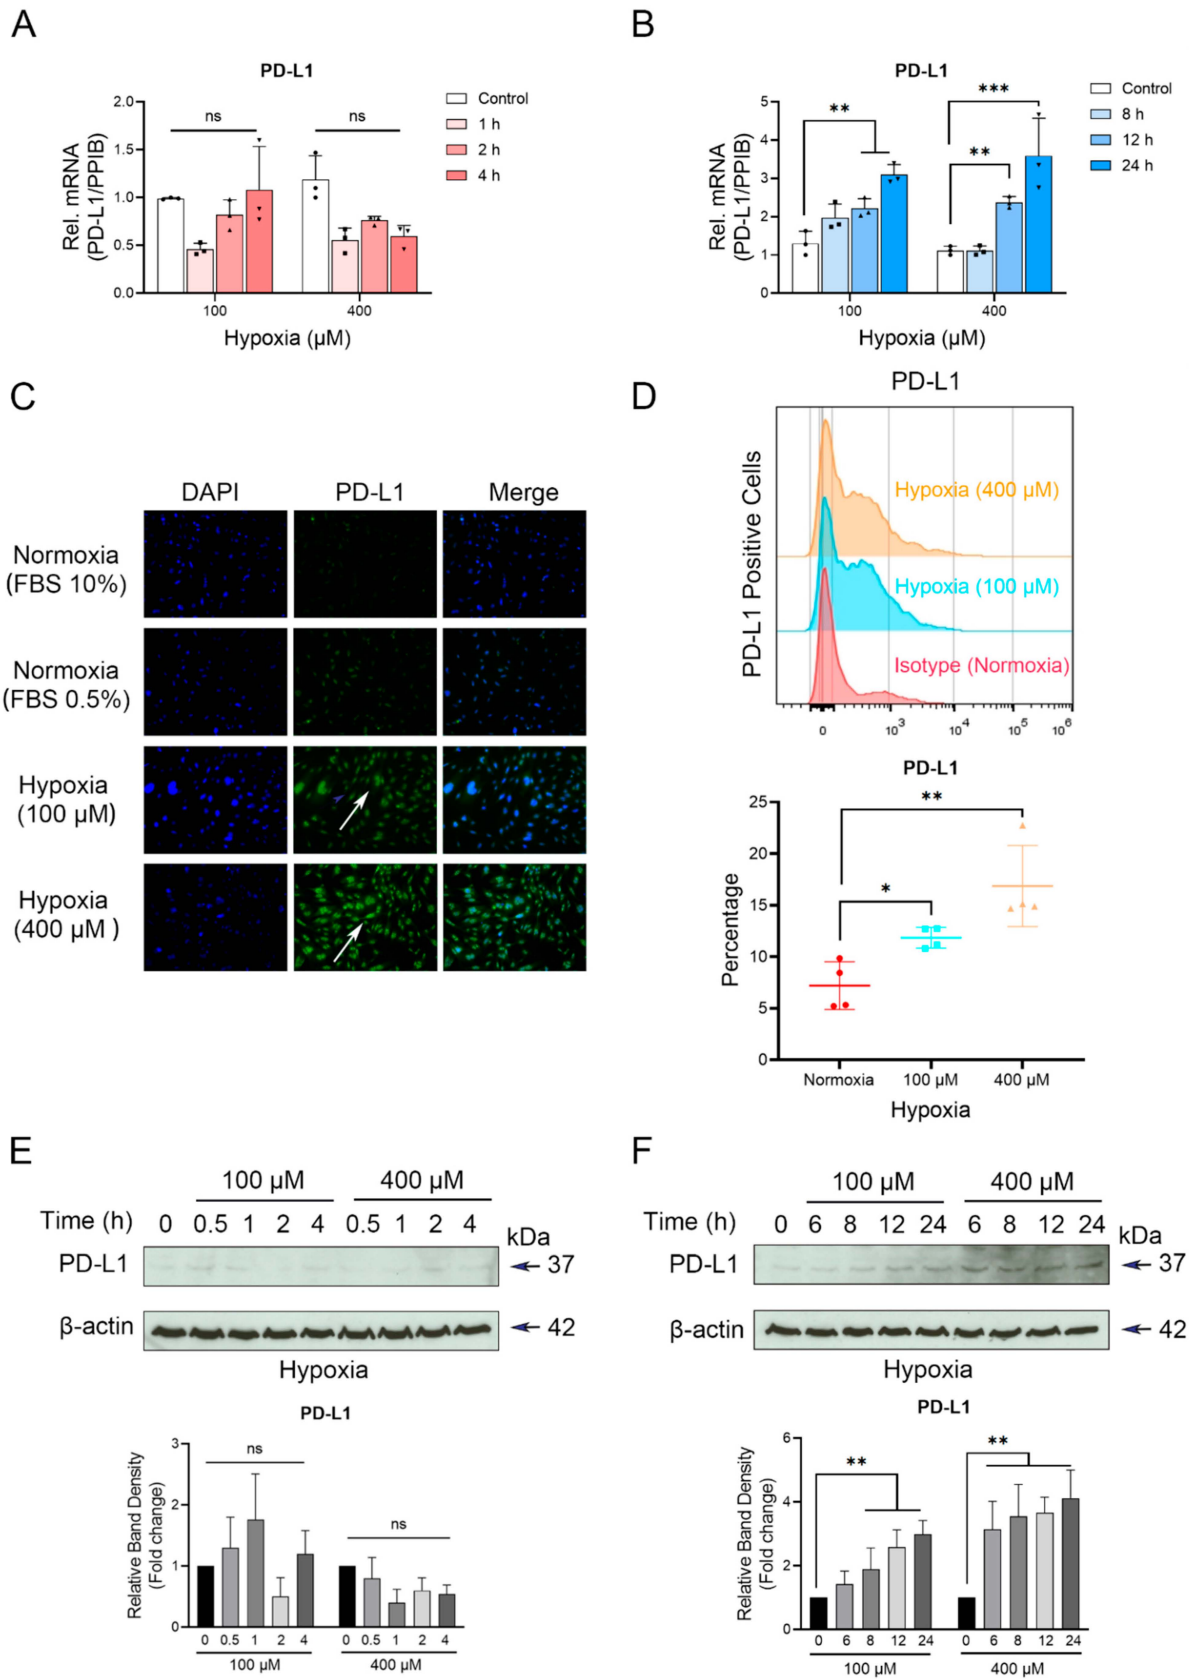 A
PD-L1
Rel. mRNA
(PD-L1/PPIB)
2.0
1.5
1.0
0.5
0.0
ns
ns
Control
1 h
2 h
4 h
100
400
Hypoxia (µM)
B
PD-L1
Rel. mRNA
(PD-L1/PPIB)
5
4
3
2
1
0
**
***
**
Control
8 h
12 h
24 h
100
400
Hypoxia (µM)
C
DAPI
PD-L1
Merge
Normoxia
(FBS 10%)
Normoxia
(FBS 0.5%)
Hypoxia
(100 µM)
Hypoxia
(400 µM )
D
PD-L1
PD-L1 Positive Cells
Hypoxia (400 µM)
Hypoxia (100 µM)
Isotype (Normoxia)
0 10³ 10⁴ 10⁵ 10⁶
PD-L1
Percentage
25
20
15
10
5
0
**
*
Normoxia 100 µM 400 µM
Hypoxia
E
100 µM 400 µM
Time (h) 0 0.5 1 2 4 0.5 1 2 4 kDa
PD-L1 37
β-actin 42
Hypoxia
PD-L1
Relative Band Density
(Fold change)
3
2
1
0
ns
ns
0 0.5 1 2 4 0 0.5 1 2 4
100 µM 400 µM
F
100 µM 400 µM
Time (h) 0 6 8 12 24 6 8 12 24 kDa
PD-L1 37
β-actin 42
Hypoxia
PD-L1
Relative Band Density
(Fold change)
6
4
2
0
**
**
0 6 8 12 24 0 6 8 12 24
100 µM 400 µM